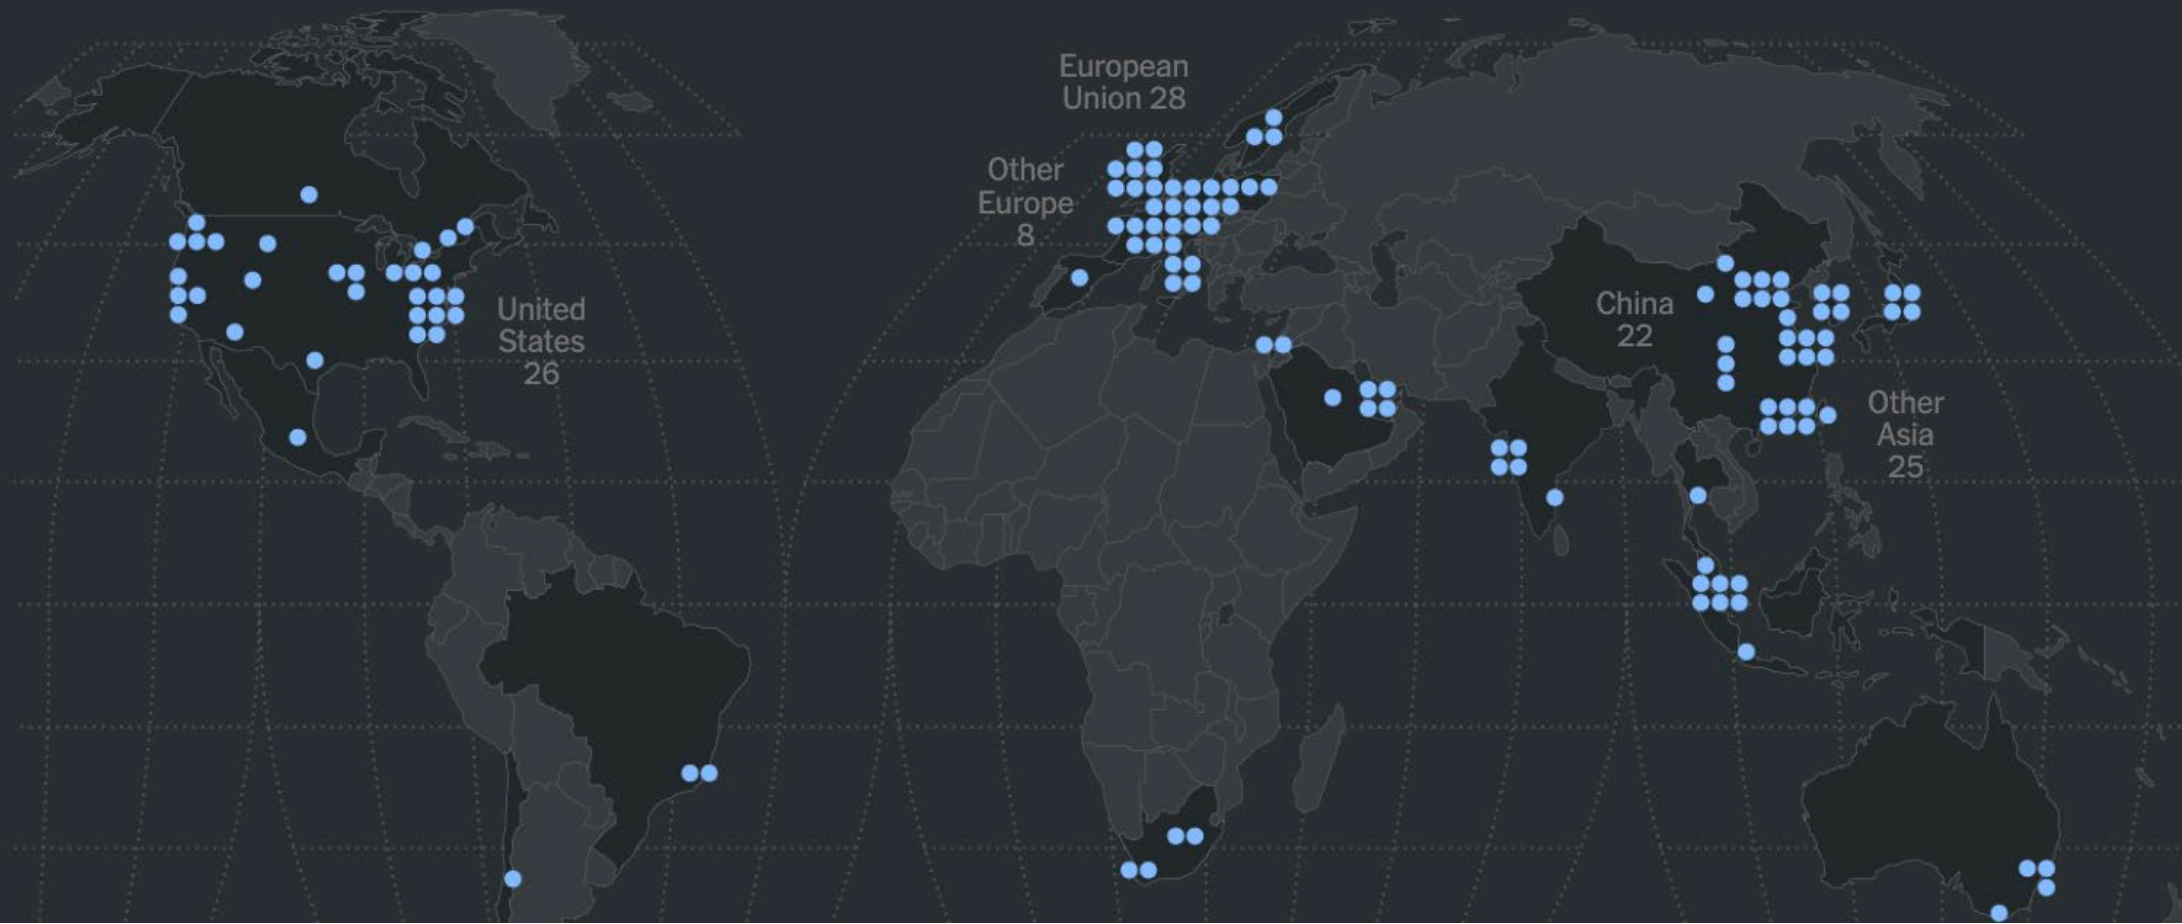 European
Union 28
Other
Europe
8
United
States
26
China
22
Other
Asia
25